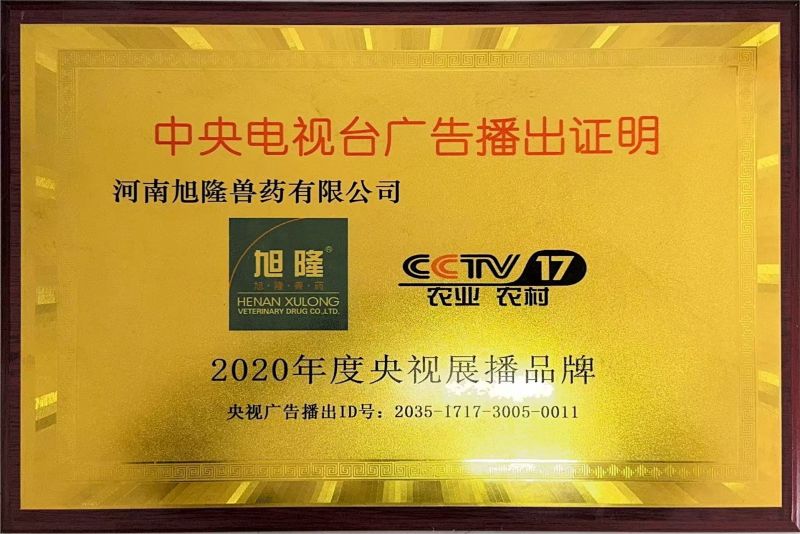 中央电视台广告播出证明
河南旭隆兽药有限公司
旭隆®
旭·隆·兽·药
HENAN XULONG
VETERINARY DRUG CO.,LTD.
CCTV 17
农业 农村
2020年度央视展播品牌
央视广告播出ID号：2035-1717-3005-0011